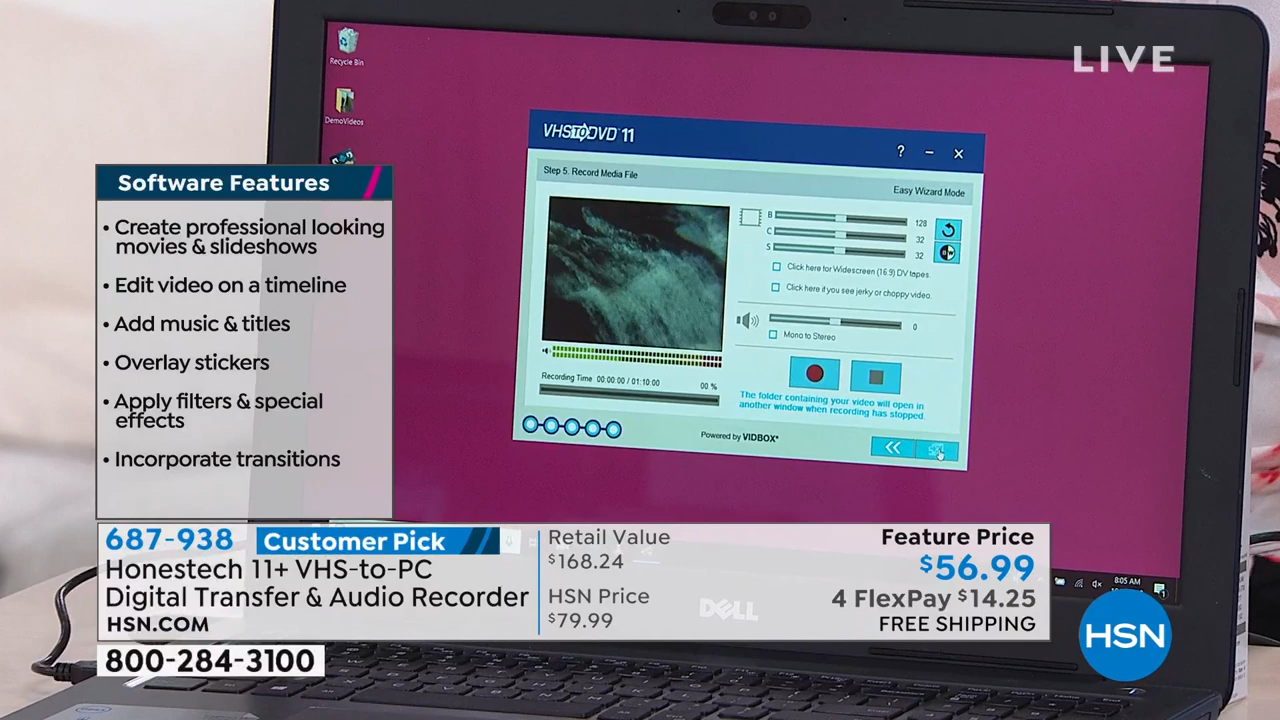 LIVE
Recycle Bin
DemoVideos
VHSTODVD 11
? – ×
Step 5. Record Media File
Easy Wizard Mode
B 128
C 32
S 32
Click here for Widescreen (16:9) DV tapes.
Click here if you see jerky or choppy video.
0
Mono to Stereo
Recording Time 00:00:00 / 01:10:00 00 %
The folder containing your video will open in
another window when recording has stopped.
Powered by VIDBOX®
Software Features
• Create professional looking
movies & slideshows
• Edit video on a timeline
• Add music & titles
• Overlay stickers
• Apply filters & special
effects
• Incorporate transitions
687-938 Customer Pick
Honestech 11+ VHS-to-PC
Digital Transfer & Audio Recorder
HSN.COM
Retail Value
$168.24
HSN Price
$79.99
Feature Price
$56.99
4 FlexPay $14.25
FREE SHIPPING
DELL
8:05 AM
HSN
800-284-3100